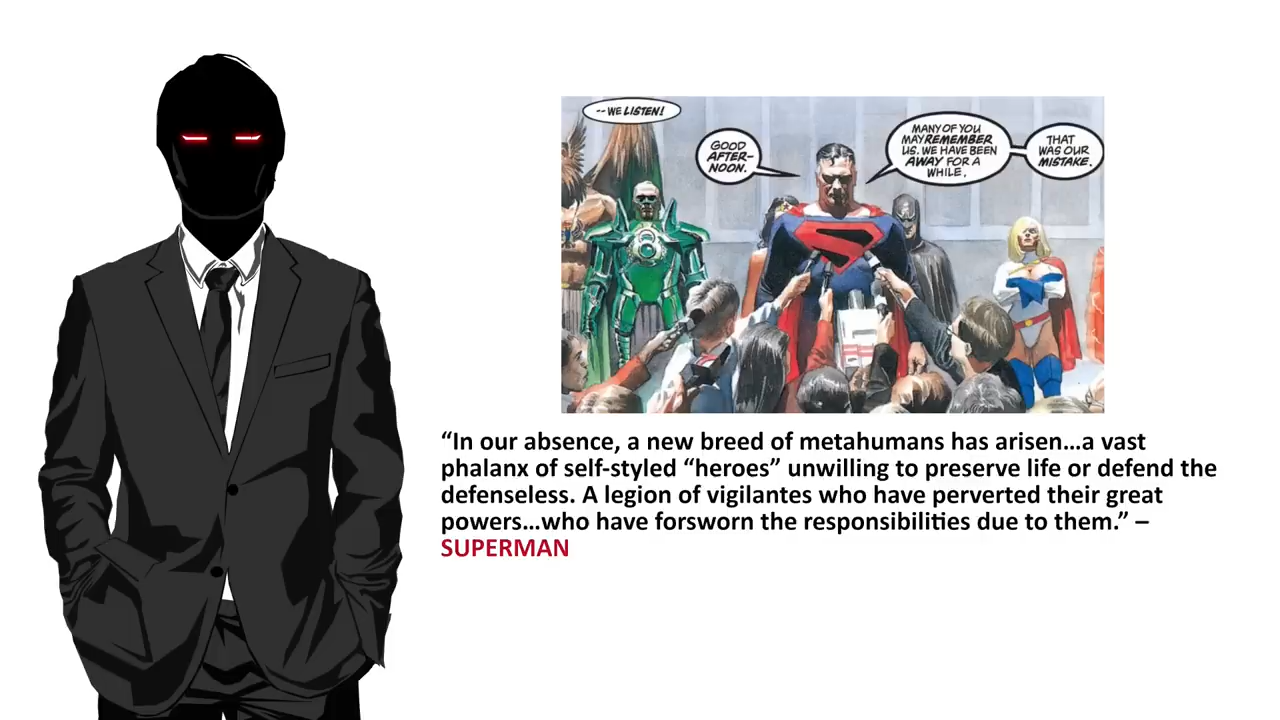 --WE LISTEN!
GOOD
AFTER-
NOON.
MANY OF YOU
MAY REMEMBER
US. WE HAVE BEEN
AWAY FOR A
WHILE.
THAT
WAS OUR
MISTAKE.
“In our absence, a new breed of metahumans has arisen…a vast
phalanx of self-styled “heroes” unwilling to preserve life or defend the
defenseless. A legion of vigilantes who have perverted their great
powers…who have forsworn the responsibilities due to them.” –
SUPERMAN